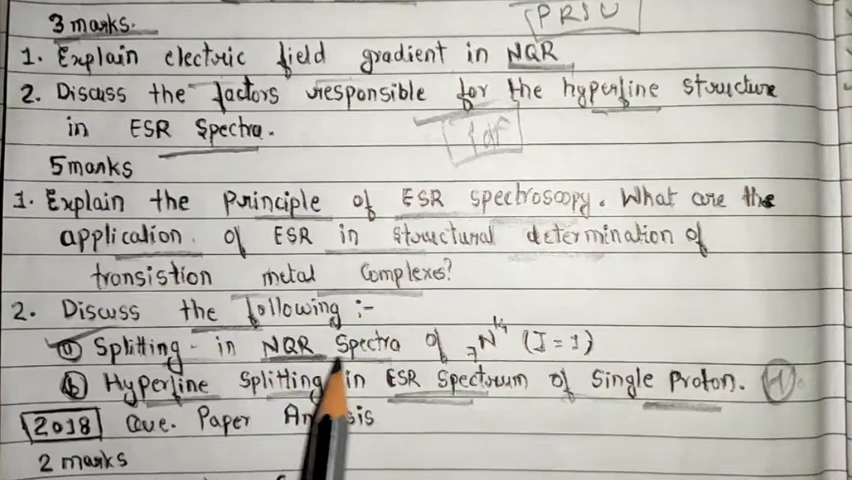 3 marks.
PRSU
1. Explain electric field gradient in NQR
2. Discuss the factors responsible for the hyperfine structure
in ESR Spectra.
5 marks
1. Explain the principle of ESR spectroscopy. What are the
application of ESR in structural determination of
transistion metal Complexes?
2. Discuss the following :-
(a) Splitting - in NQR Spectra of ₇N¹⁴ (I = 1)
(b) Hyperfine Splitting in ESR Spectrum of Single Proton. (H)
2018 Que. Paper
2 marks